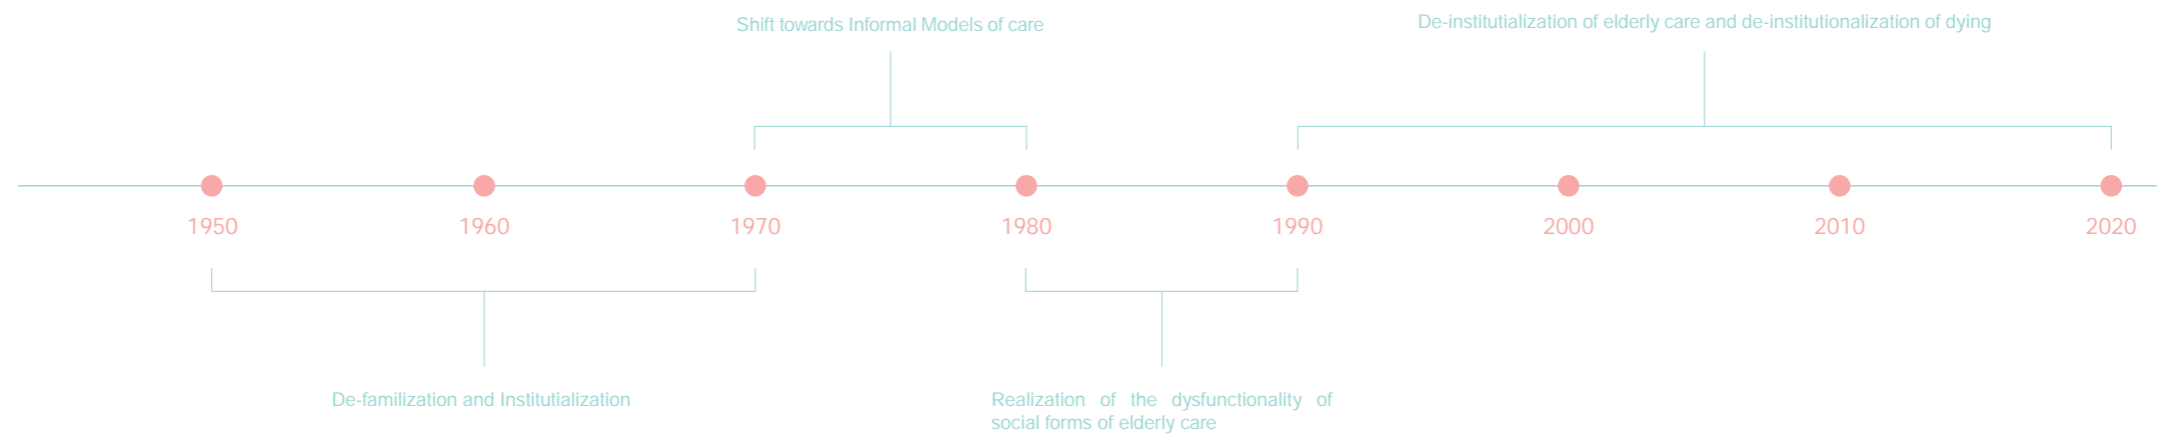 Shift towards Informal Models of care
De-institutialization of elderly care and de-institutionalization of dying
1950
1960
1970
1980
1990
2000
2010
2020
De-familization and Institutialization
Realization of the dysfunctionality of
social forms of elderly care